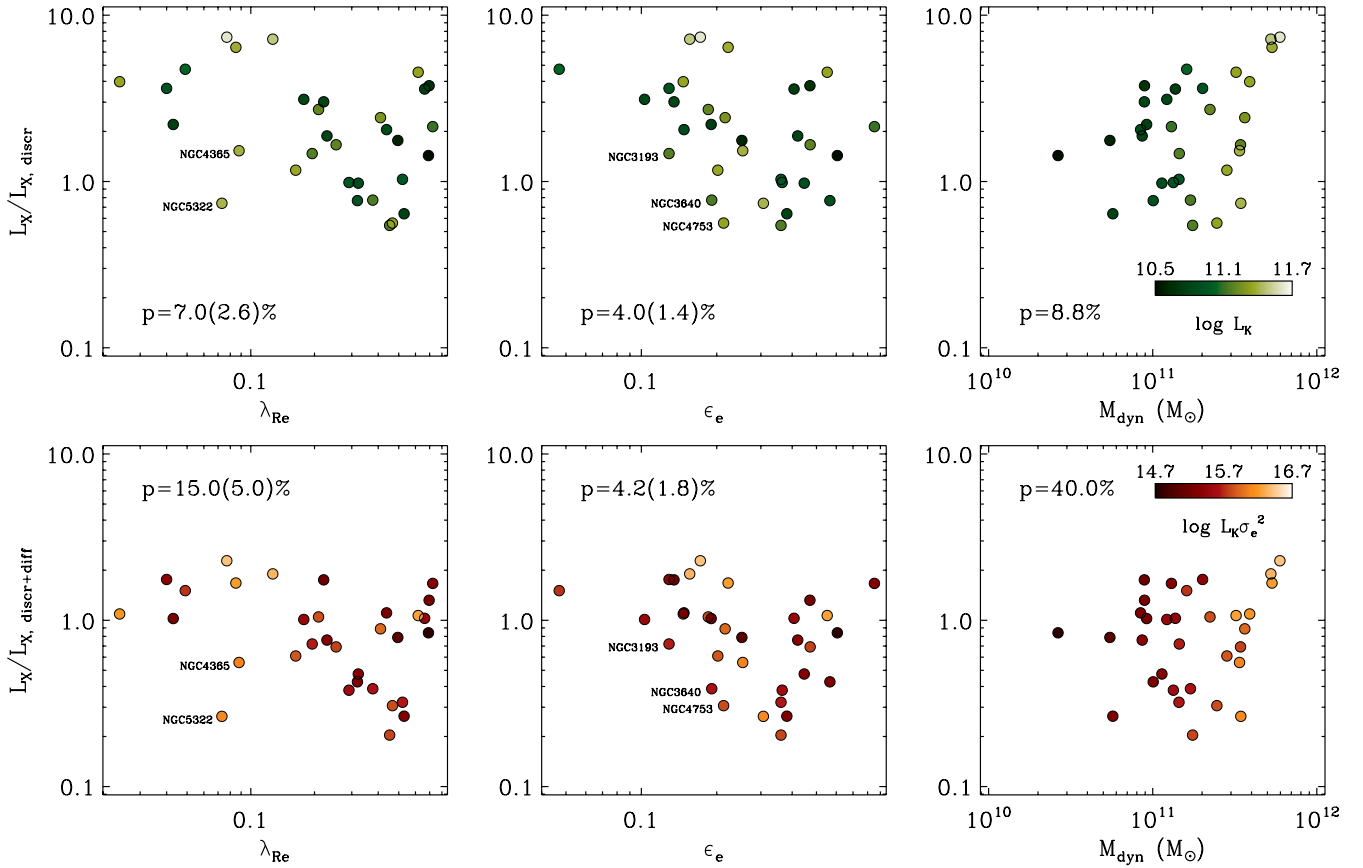 10.0
1.0
0.1
L_X/L_X, discr
NGC4365
NGC5322
p=7.0(2.6)%
0.1
λ_Re
10.0
1.0
0.1
NGC3193
NGC3640
NGC4753
p=4.0(1.4)%
0.1
ϵ_e
10.0
1.0
0.1
10.5 11.1 11.7
log L_K
p=8.8%
10^10 10^11 10^12
M_dyn (M_⊙)
10.0
1.0
0.1
L_X/L_X, discr+diff
p=15.0(5.0)%
NGC4365
NGC5322
0.1
λ_Re
10.0
1.0
0.1
p=4.2(1.8)%
NGC3193
NGC3640
NGC4753
0.1
ϵ_e
10.0
1.0
0.1
p=40.0%
14.7 15.7 16.7
log L_Kσ_e^2
10^10 10^11 10^12
M_dyn (M_⊙)